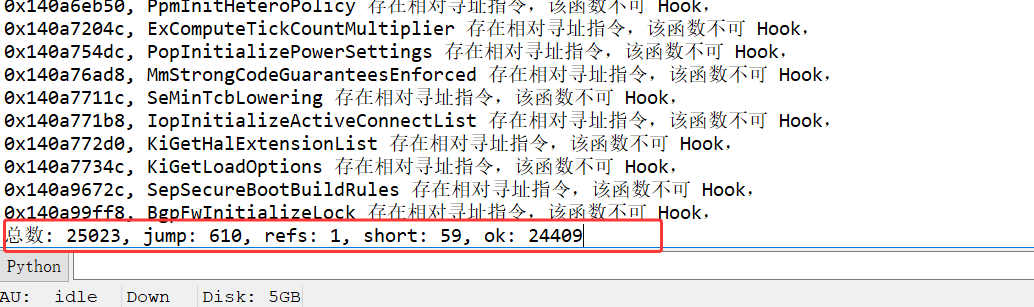 0x140a6eb50, PpmInitHeteroPolicy 存在相对寻址指令，该函数不可 Hook，
0x140a7204c, ExComputeTickCountMultiplier 存在相对寻址指令，该函数不可 Hook，
0x140a754dc, PopInitializePowerSettings 存在相对寻址指令，该函数不可 Hook，
0x140a76ad8, MmStrongCodeGuaranteesEnforced 存在相对寻址指令，该函数不可 Hook，
0x140a7711c, SeMinTcbLowering 存在相对寻址指令，该函数不可 Hook，
0x140a771b8, IopInitializeActiveConnectList 存在相对寻址指令，该函数不可 Hook，
0x140a772d0, KiGetHalExtensionList 存在相对寻址指令，该函数不可 Hook，
0x140a7734c, KiGetLoadOptions 存在相对寻址指令，该函数不可 Hook，
0x140a9672c, SepSecureBootBuildRules 存在相对寻址指令，该函数不可 Hook，
0x140a99ff8, BgpFwInitializeLock 存在相对寻址指令，该函数不可 Hook，
总数: 25023, jump: 610, refs: 1, short: 59, ok: 24409
Python
AU: idle Down Disk: 5GB